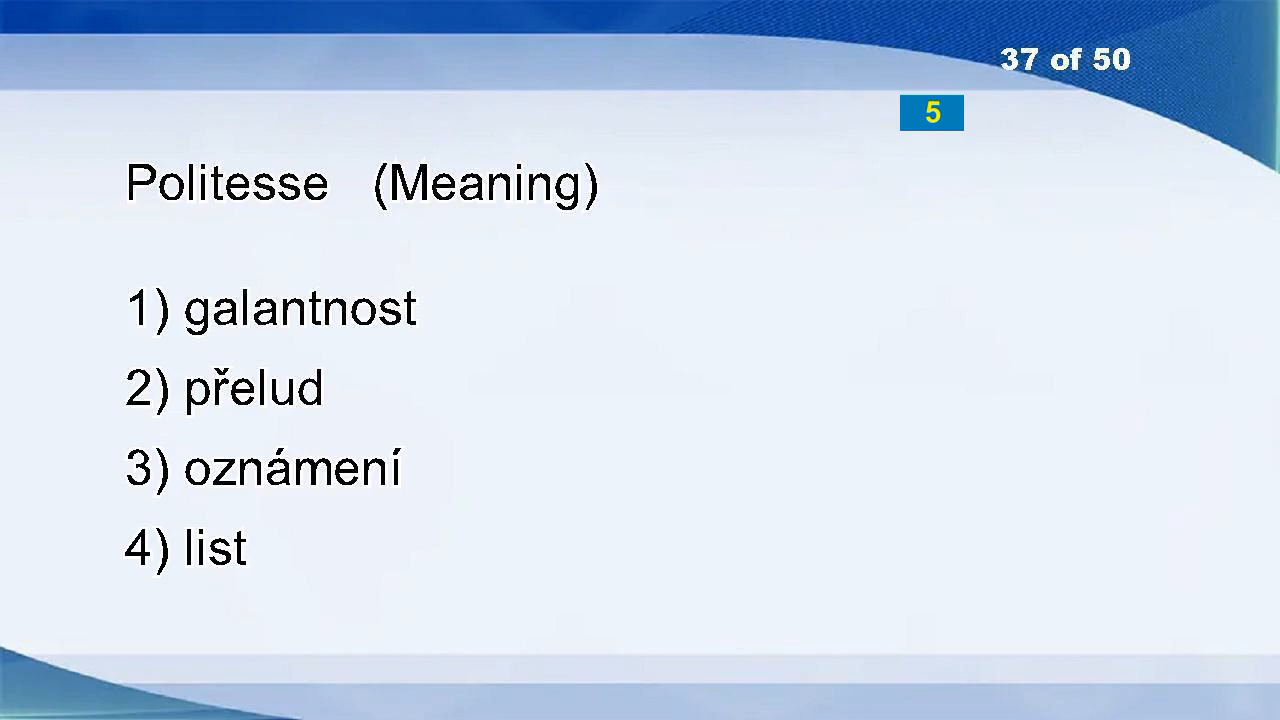 37 of 50
5
Politesse (Meaning)
1) galantnost
2) přelud
3) oznámení
4) list